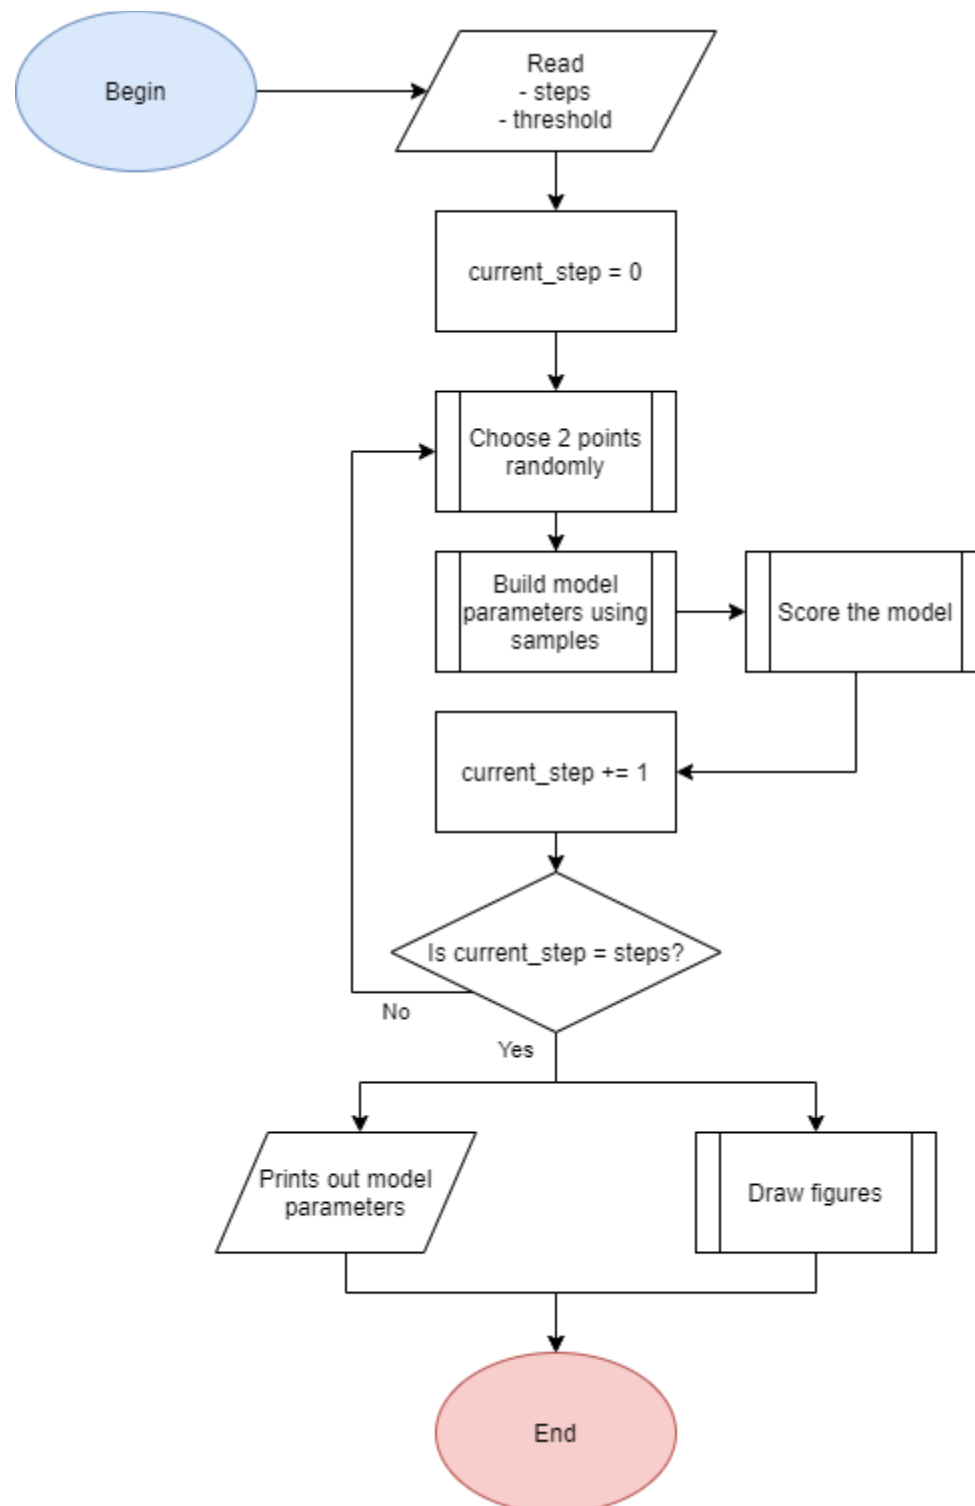 Begin
Read
- steps
- threshold
current_step = 0
Choose 2 points
randomly
Build model
parameters using
samples
Score the model
current_step += 1
Is current_step = steps?
No
Yes
Prints out model
parameters
Draw figures
End